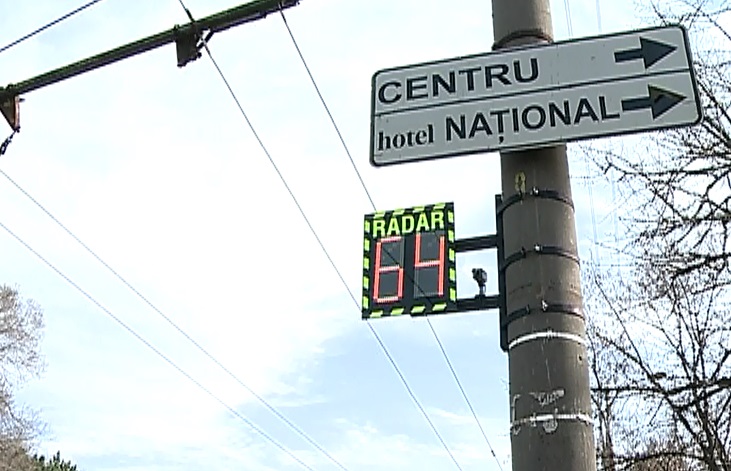 CENTRU
hotel NAȚIONAL
RADAR
64